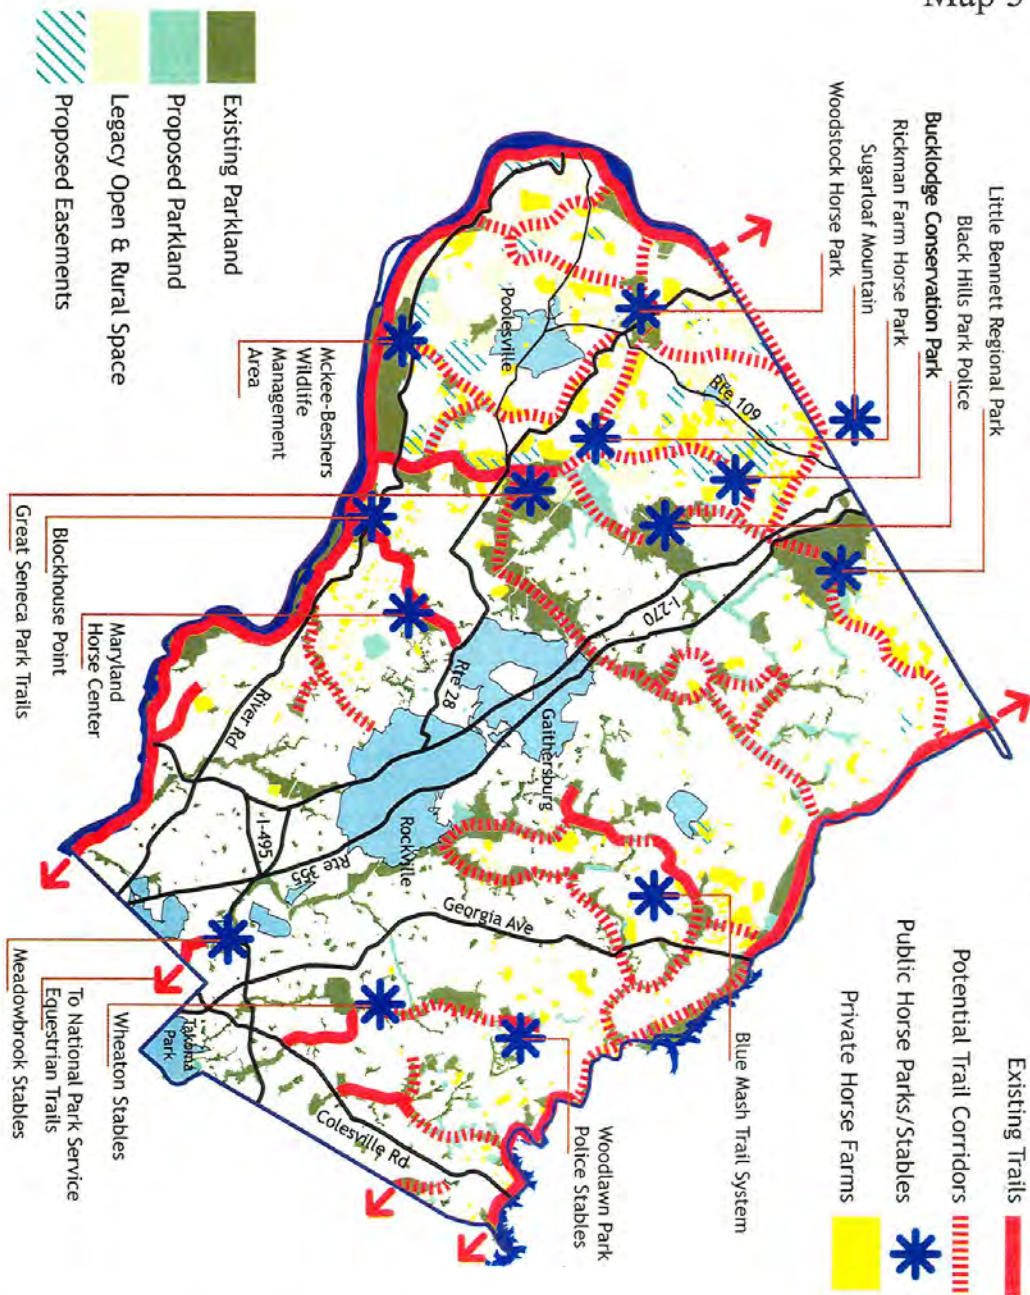 Map 5
Existing Parkland
Proposed Parkland
Legacy Open & Rural Space
Proposed Easements
Little Bennett Regional Park
Black Hills Park Police
Bucklodge Conservation Park
Rickman Farm Horse Park
Sugarloaf Mountain
Woodstock Horse Park
Existing Trails
Potential Trail Corridors
Public Horse Parks/Stables
Private Horse Farms
Poolesville
Rte 109
I-270
Rte 28
Gaithersburg
Rockville
River Rd
I-495
Rte 355
Georgia Ave
Takoma
Park
Colesville Rd
Mckee-Beshers
Wildlife
Management
Area
Great Seneca Park Trails
Blockhouse Point
Maryland
Horse Center
Blue Mash Trail System
Woodlawn Park
Police Stables
Wheaton Stables
To National Park Service
Equestrian Trails
Meadowbrook Stables